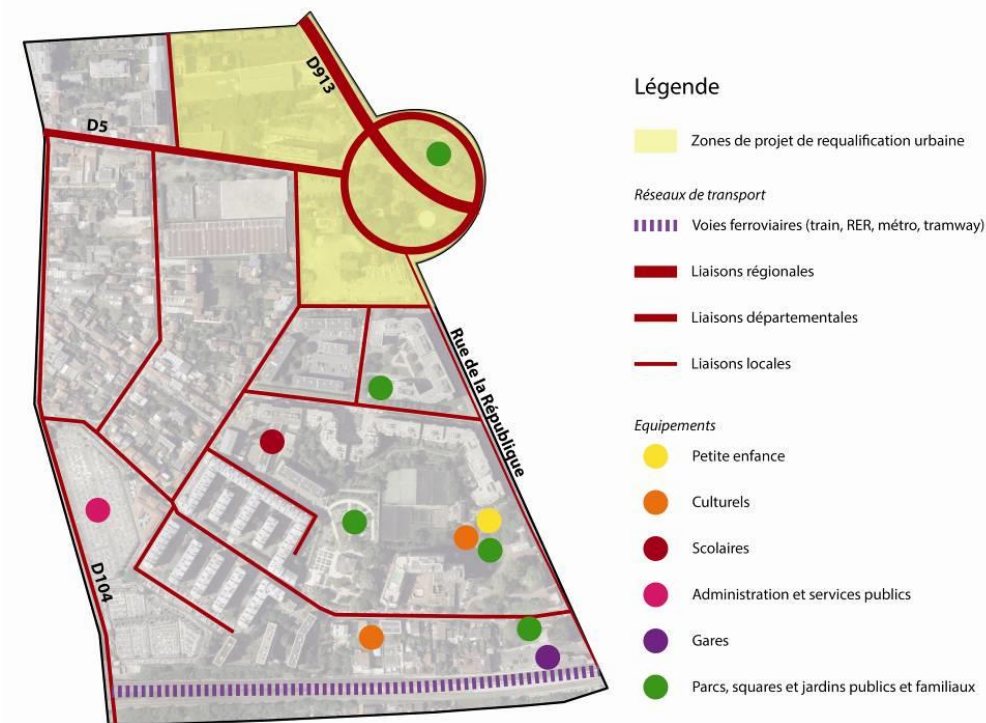 D913
D5
Rue de la République
D104
Légende
Zones de projet de requalification urbaine
Réseaux de transport
Voies ferroviaires (train, RER, métro, tramway)
Liaisons régionales
Liaisons départementales
Liaisons locales
Equipements
Petite enfance
Culturels
Scolaires
Administration et services publics
Gares
Parcs, squares et jardins publics et familiaux